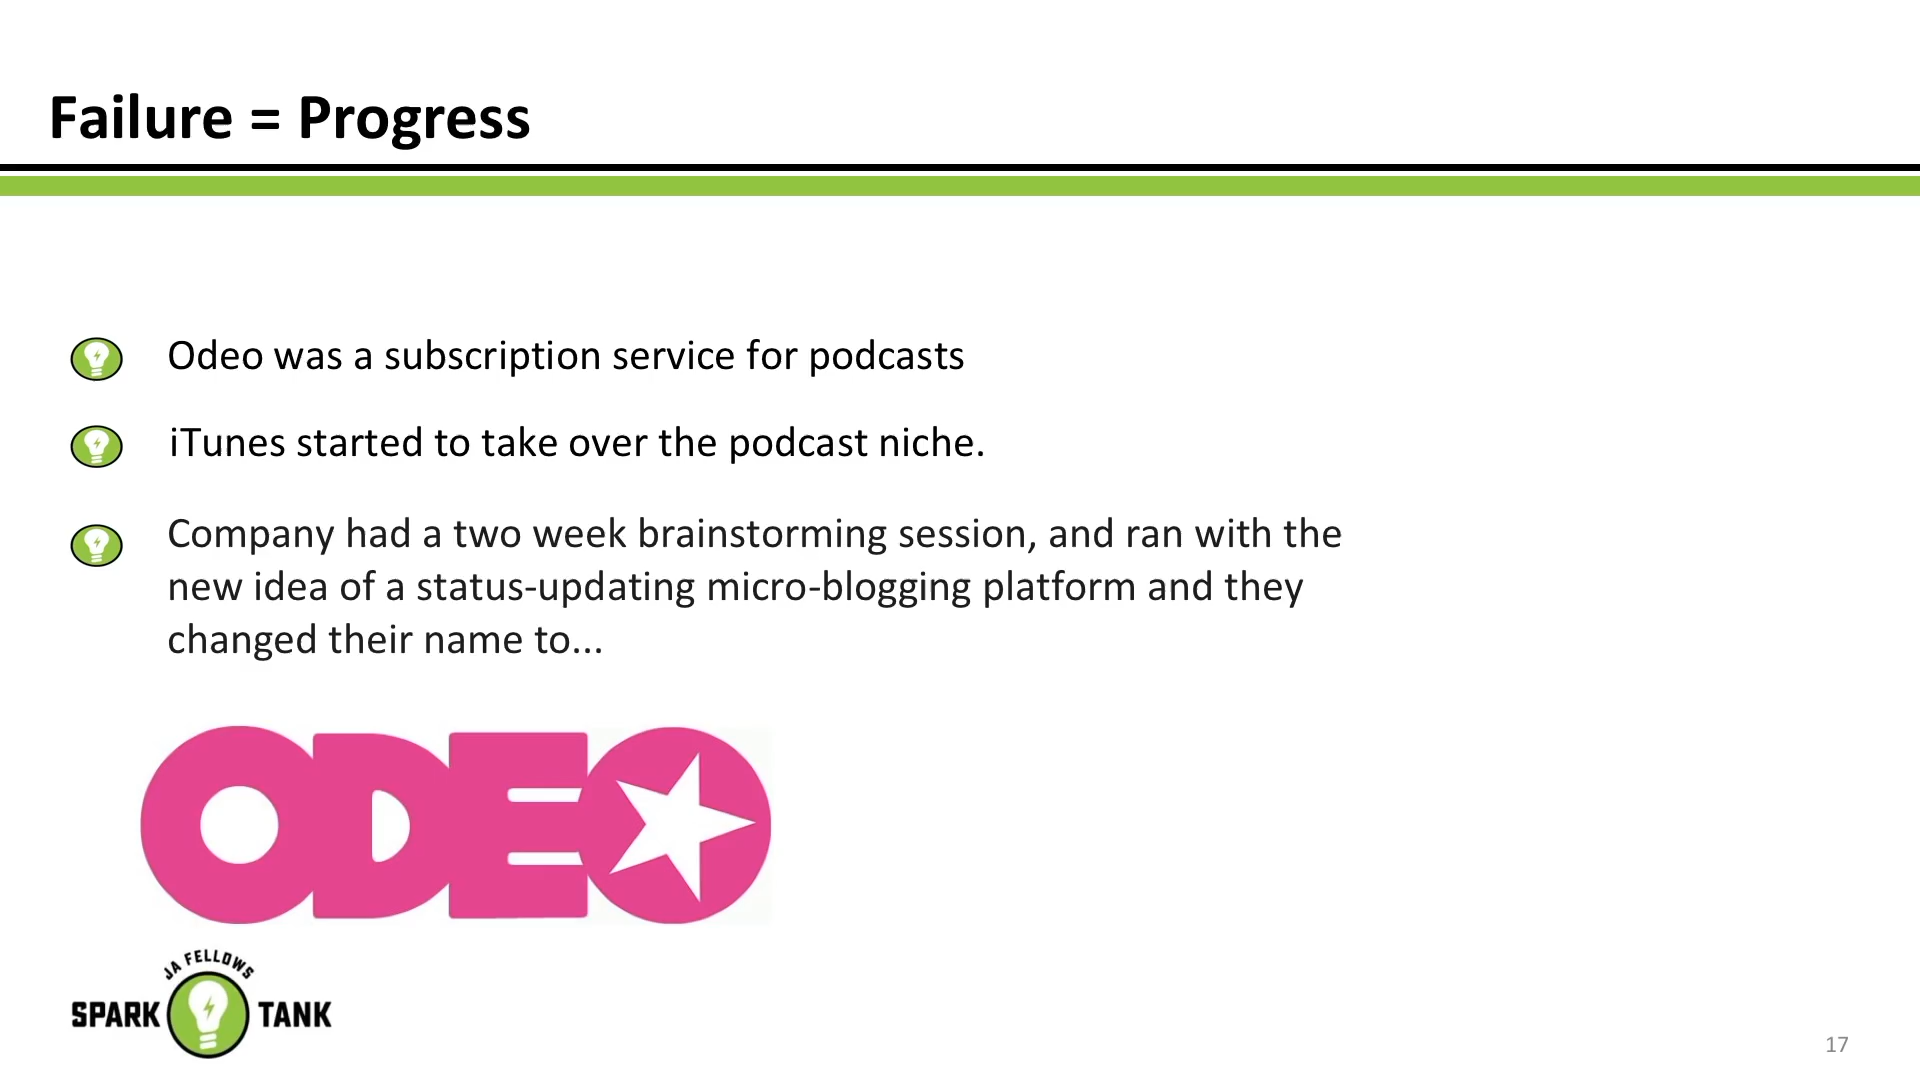 Failure = Progress
Odeo was a subscription service for podcasts
iTunes started to take over the podcast niche.
Company had a two week brainstorming session, and ran with the
new idea of a status-updating micro-blogging platform and they
changed their name to...
ODEO
JA FELLOWS
SPARK TANK
17